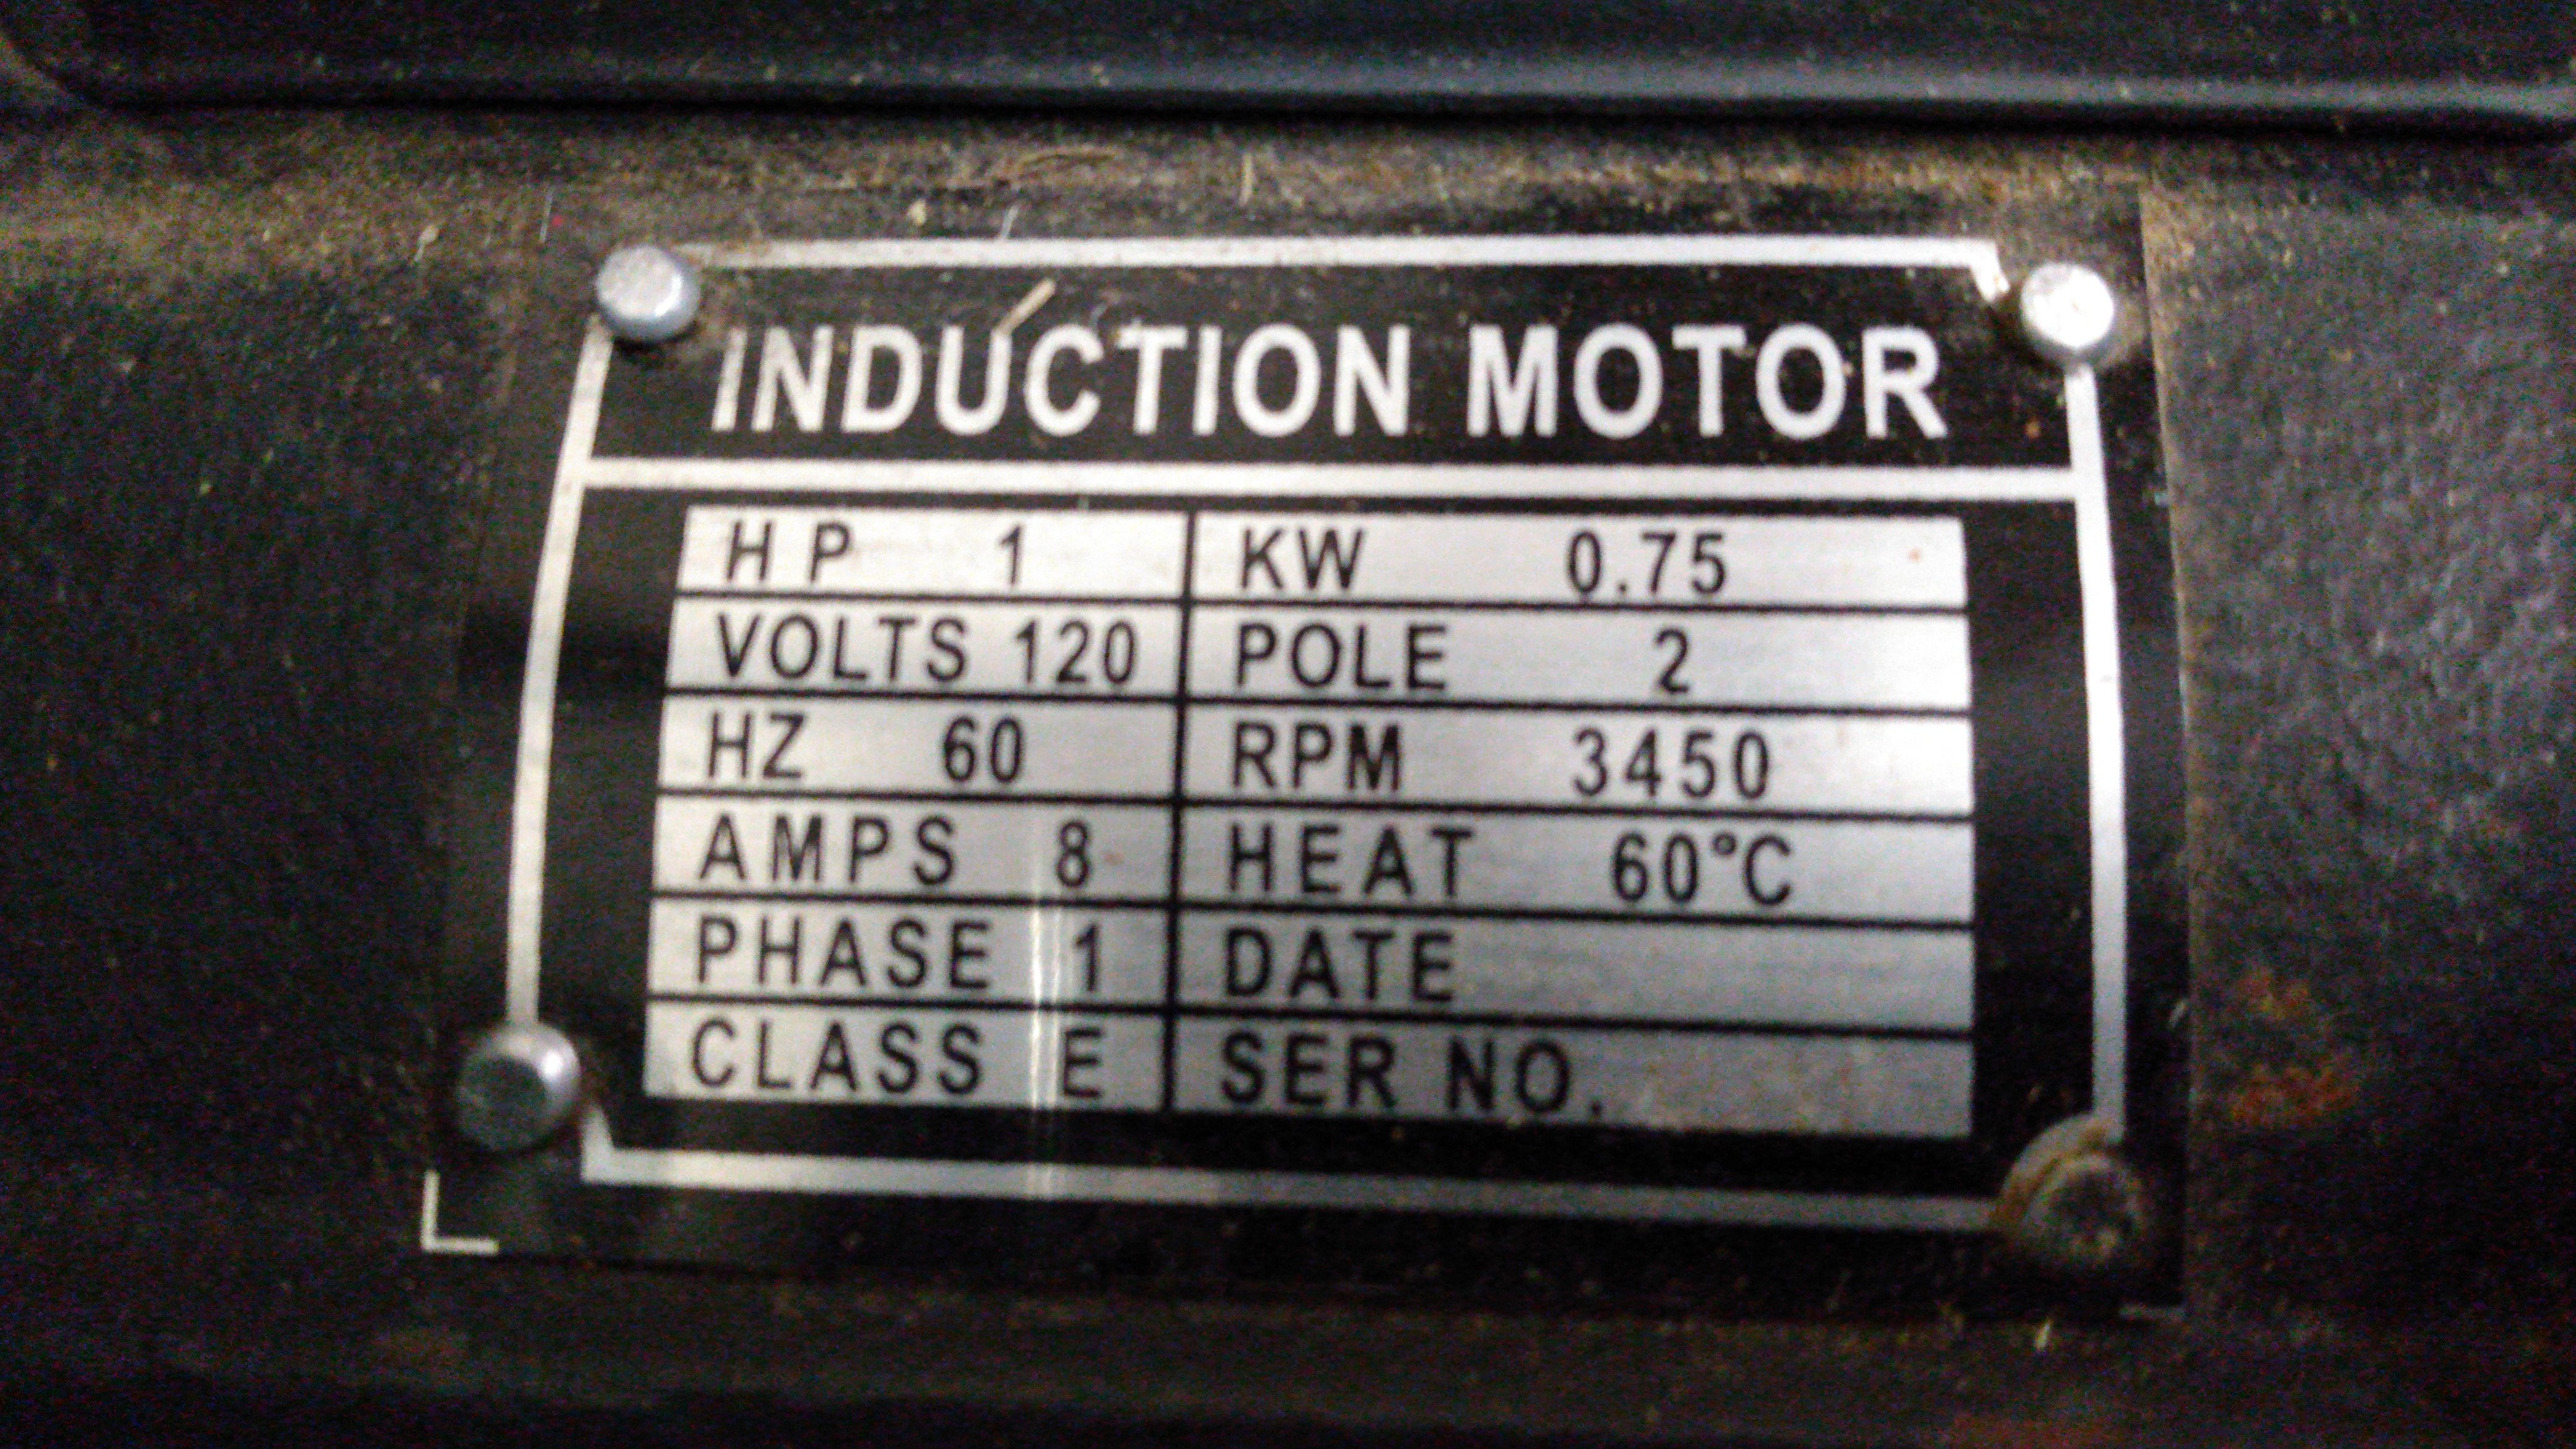 INDUCTION MOTOR
HP 1 KW 0.75
VOLTS 120 POLE 2
HZ 60 RPM 3450
AMPS 8 HEAT 60°C
PHASE 1 DATE
CLASS E SER NO.